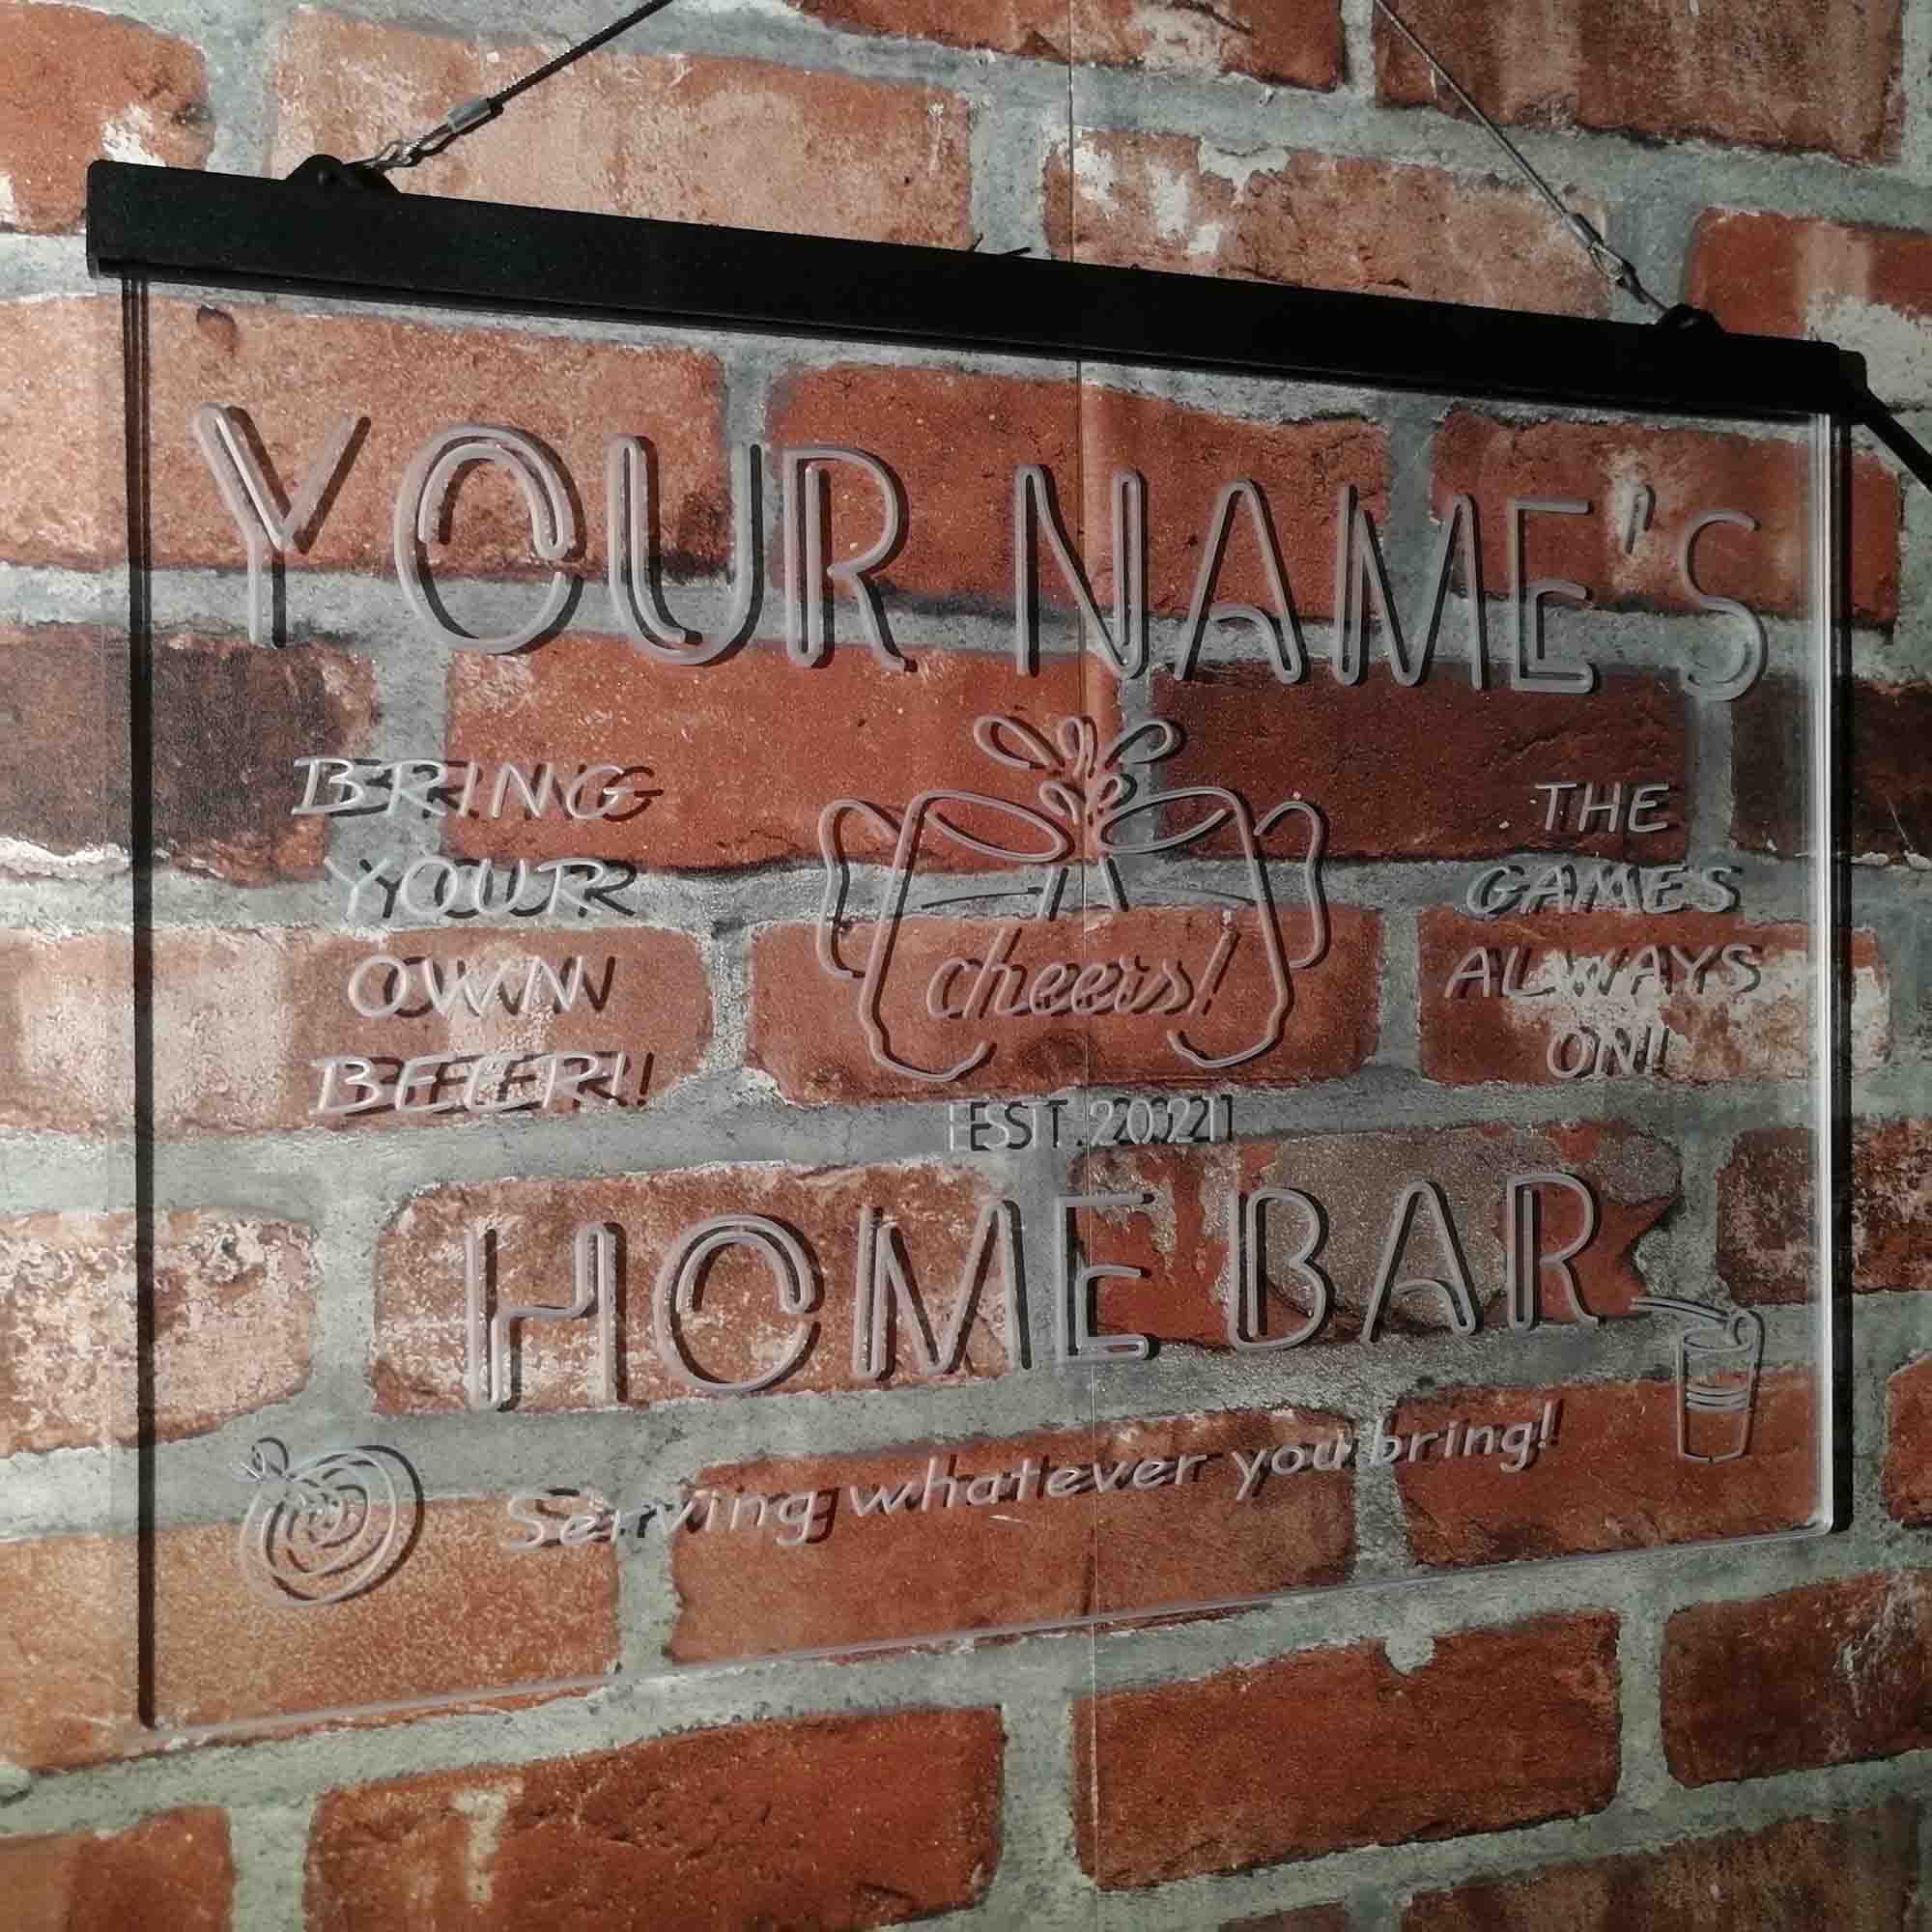 YOUR NAME'S
BRING
YOUR
OWN
BEER!!
cheers!
THE
GAMES
ALWAYS
ON!!
EST. 2021
HOME BAR
Serving whatever you bring!!